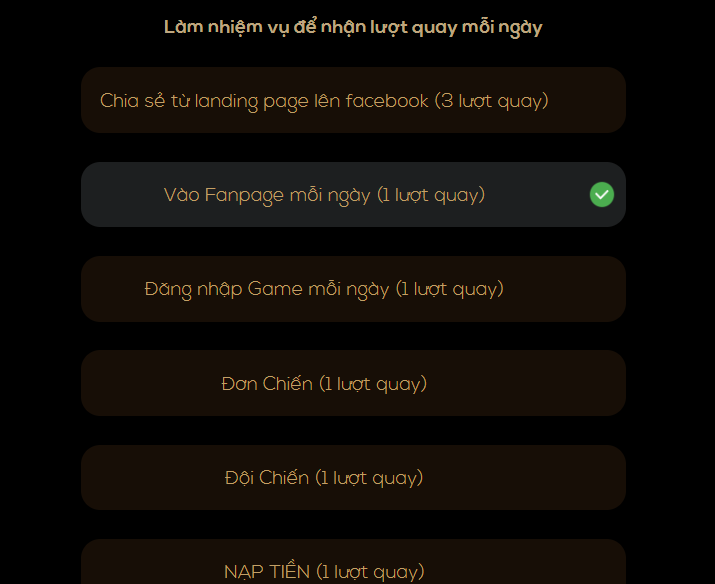 Làm nhiệm vụ để nhận lượt quay mỗi ngày
Chia sẻ từ landing page lên facebook (3 lượt quay)
Vào Fanpage mỗi ngày (1 lượt quay)
Đăng nhập Game mỗi ngày (1 lượt quay)
Đơn Chiến (1 lượt quay)
Đội Chiến (1 lượt quay)
NẠP TIỀN (1 lượt quay)